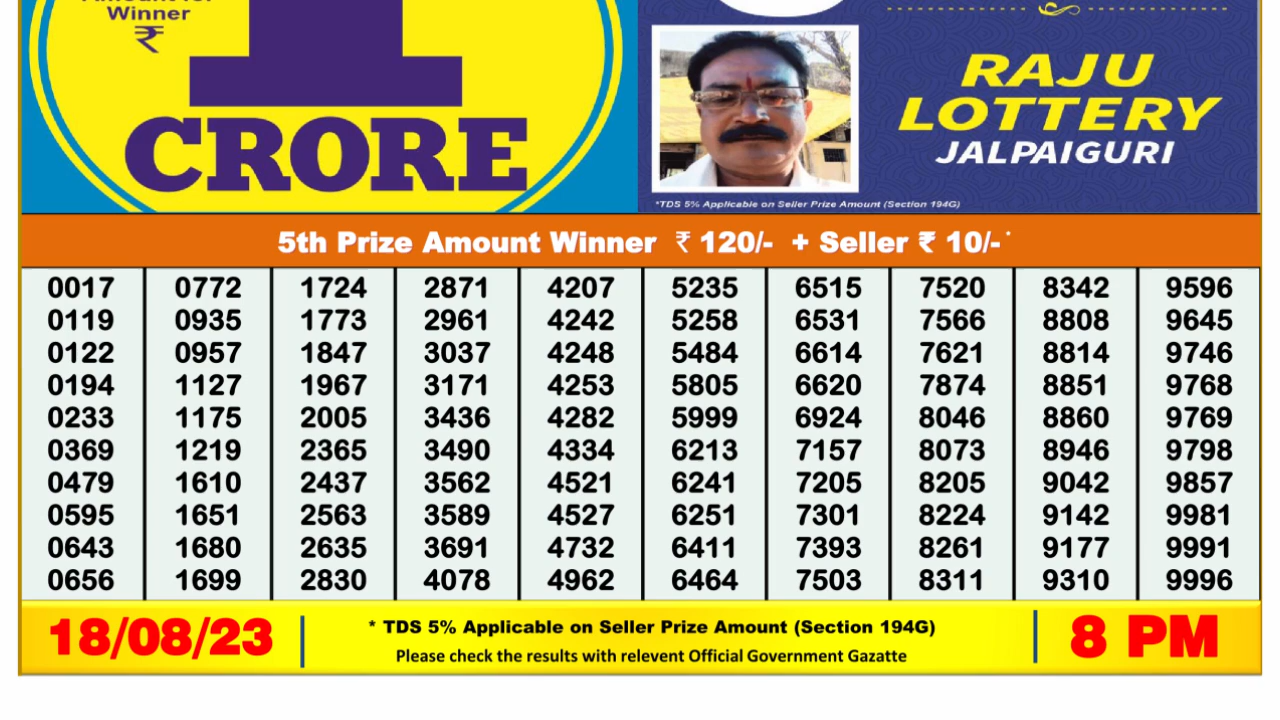 Amount for
Winner
₹
1
CRORE
RAJU
LOTTERY
JALPAIGURI
*TDS 5% Applicable on Seller Prize Amount (Section 194G)
5th Prize Amount Winner ₹ 120/- + Seller ₹ 10/- *
0017 0772 1724 2871 4207 5235 6515 7520 8342 9596
0119 0935 1773 2961 4242 5258 6531 7566 8808 9645
0122 0957 1847 3037 4248 5484 6614 7621 8814 9746
0194 1127 1967 3171 4253 5805 6620 7874 8851 9768
0233 1175 2005 3436 4282 5999 6924 8046 8860 9769
0369 1219 2365 3490 4334 6213 7157 8073 8946 9798
0479 1610 2437 3562 4521 6241 7205 8205 9042 9857
0595 1651 2563 3589 4527 6251 7301 8224 9142 9981
0643 1680 2635 3691 4732 6411 7393 8261 9177 9991
0656 1699 2830 4078 4962 6464 7503 8311 9310 9996
18/08/23
* TDS 5% Applicable on Seller Prize Amount (Section 194G)
Please check the results with relevent Official Government Gazatte
8 PM